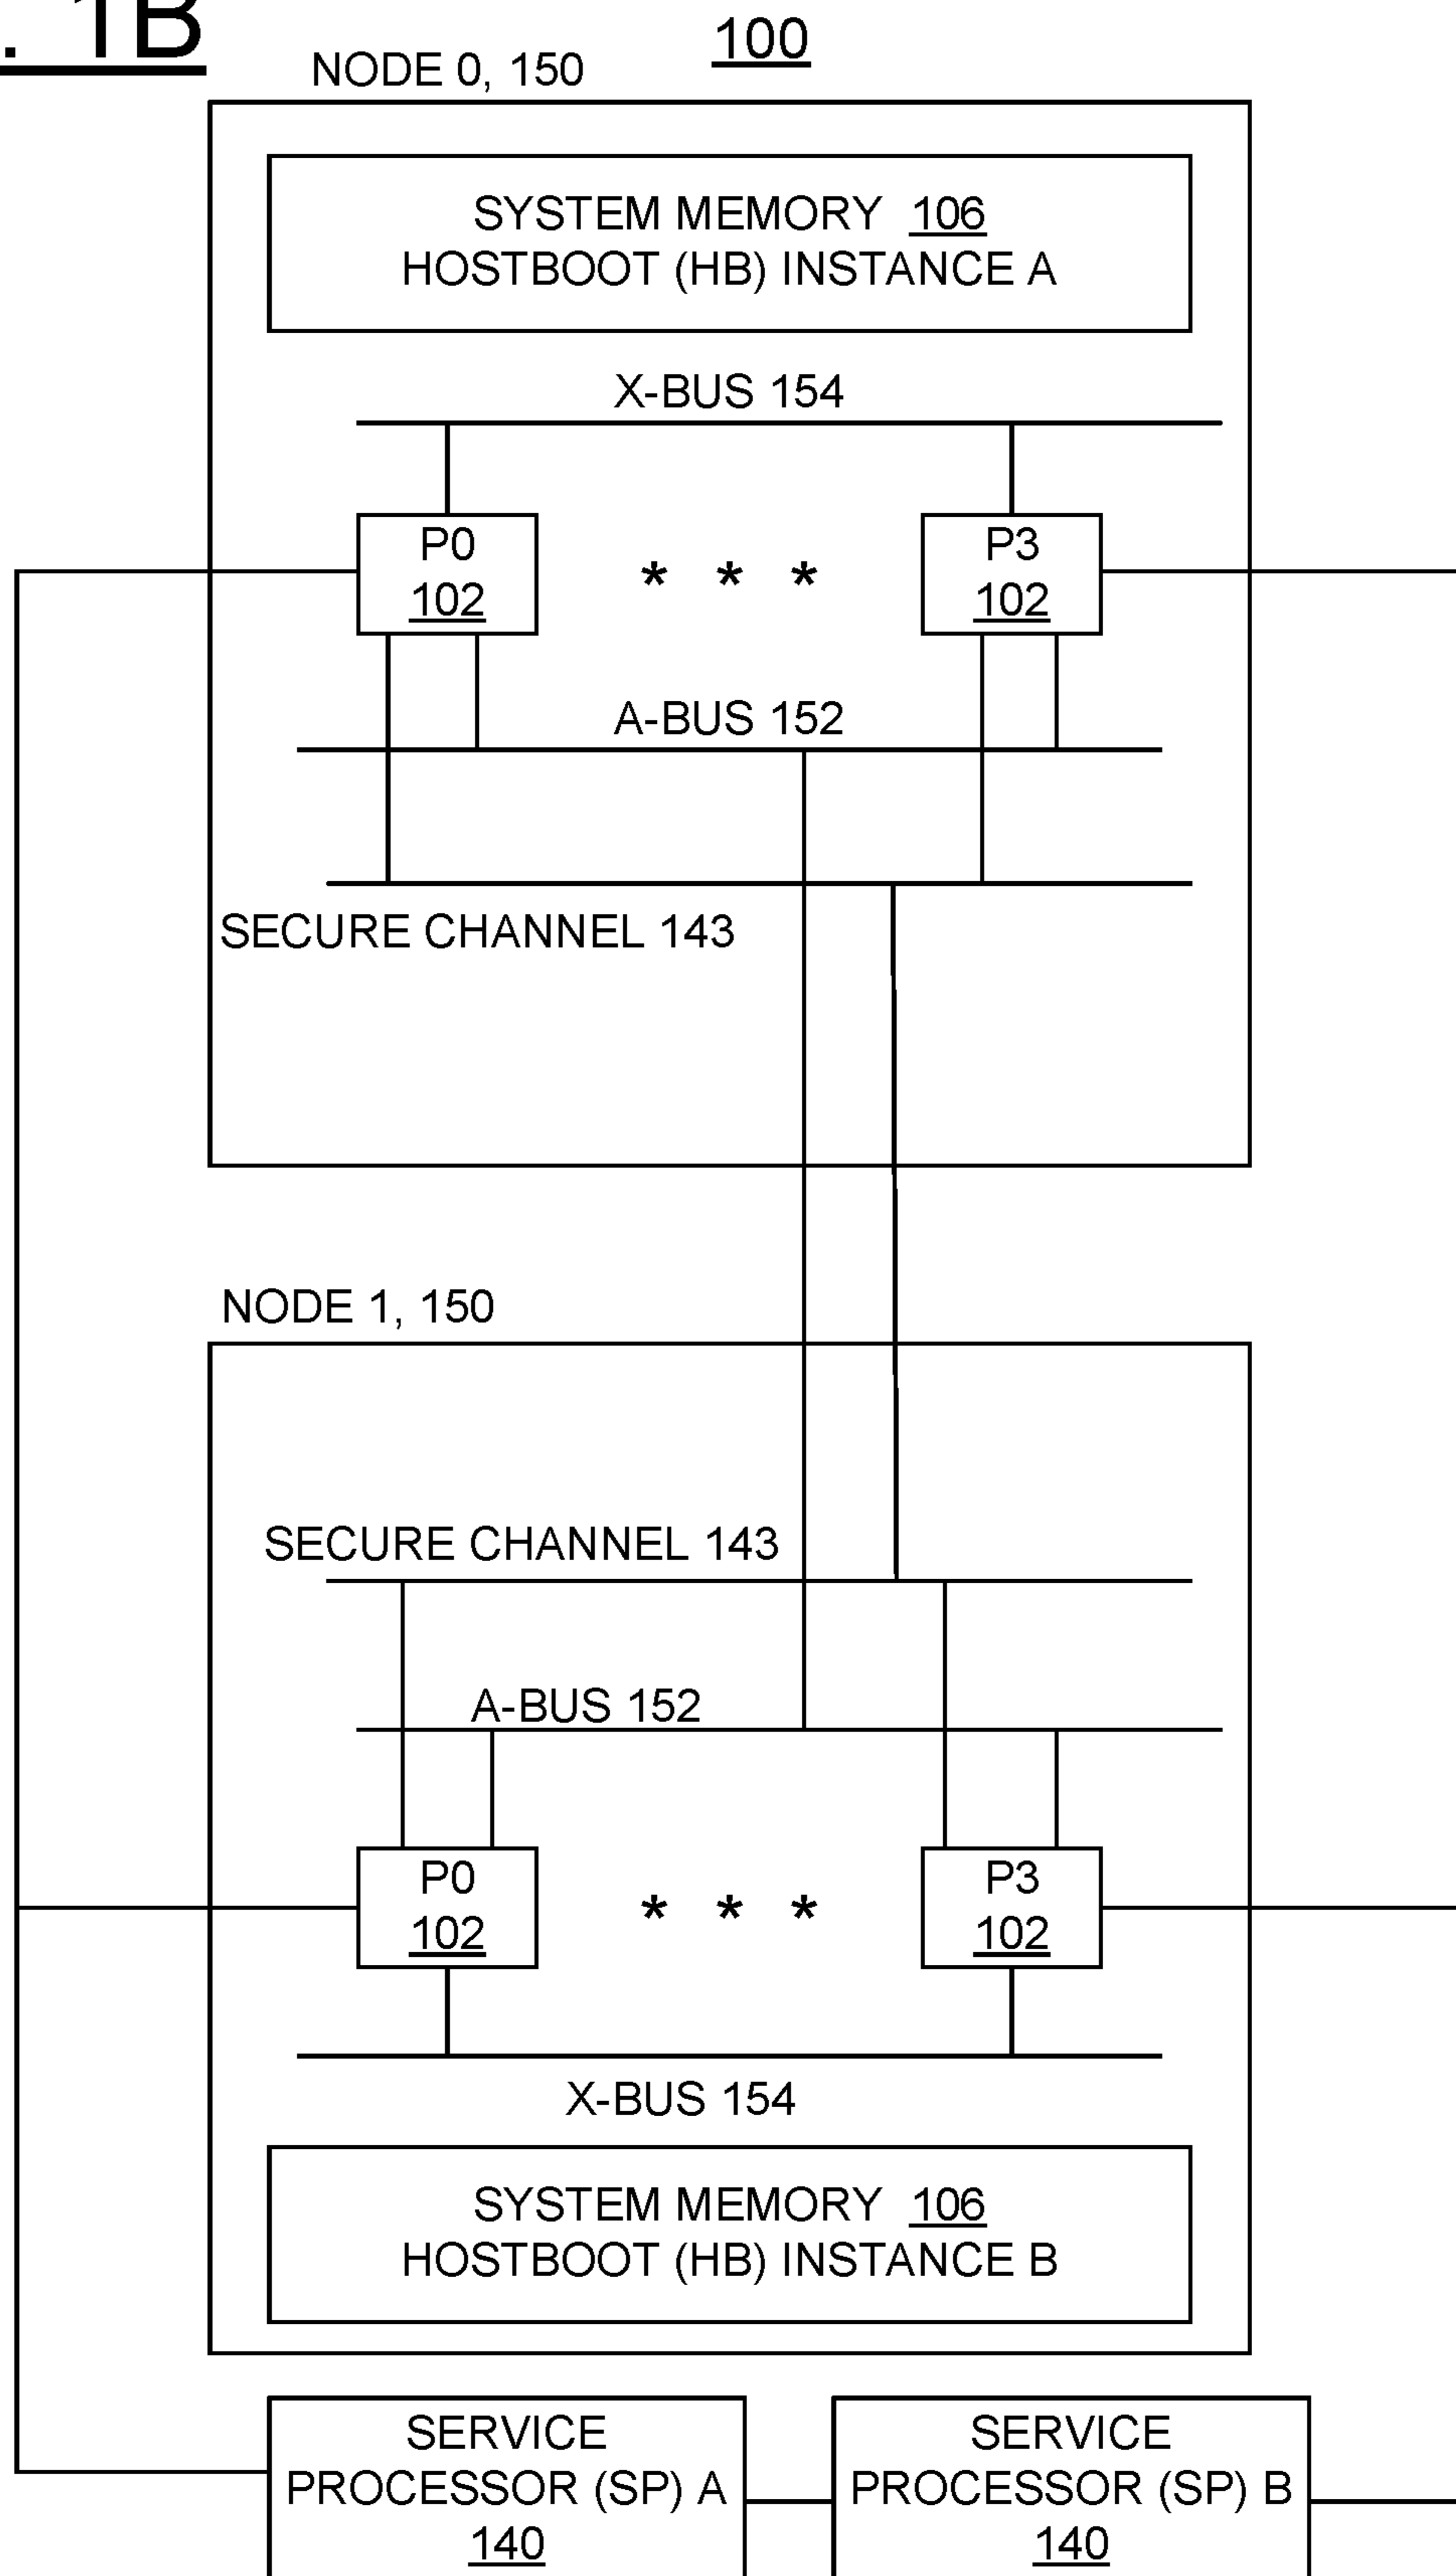 . 1B
100
NODE 0, 150
SYSTEM MEMORY 106
HOSTBOOT (HB) INSTANCE A
X-BUS 154
P0
102
* * *
P3
102
A-BUS 152
SECURE CHANNEL 143
NODE 1, 150
SECURE CHANNEL 143
A-BUS 152
P0
102
* * *
P3
102
X-BUS 154
SYSTEM MEMORY 106
HOSTBOOT (HB) INSTANCE B
SERVICE
PROCESSOR (SP) A
140
SERVICE
PROCESSOR (SP) B
140